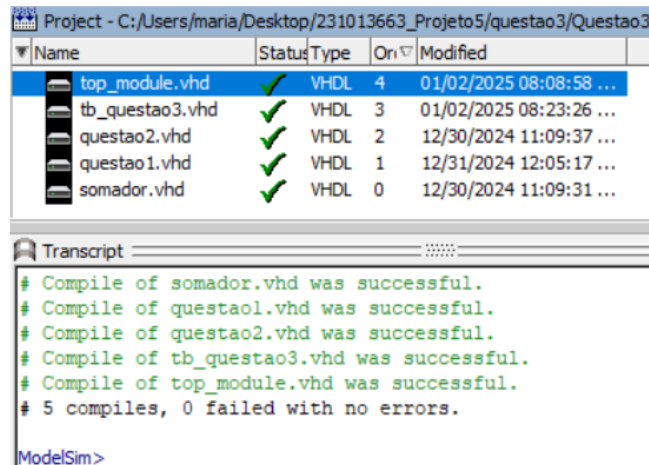 Project - C:/Users/maria/Desktop/231013663_Projeto5/questao3/Questao3
Name Status Type Or Modified
top_module.vhd VHDL 4 01/02/2025 08:08:58 ...
tb_questao3.vhd VHDL 3 01/02/2025 08:23:26 ...
questao2.vhd VHDL 2 12/30/2024 11:09:37 ...
questao1.vhd VHDL 1 12/31/2024 12:05:17 ...
somador.vhd VHDL 0 12/30/2024 11:09:31 ...
Transcript
# Compile of somador.vhd was successful.
# Compile of questao1.vhd was successful.
# Compile of questao2.vhd was successful.
# Compile of tb_questao3.vhd was successful.
# Compile of top_module.vhd was successful.
# 5 compiles, 0 failed with no errors.
ModelSim>